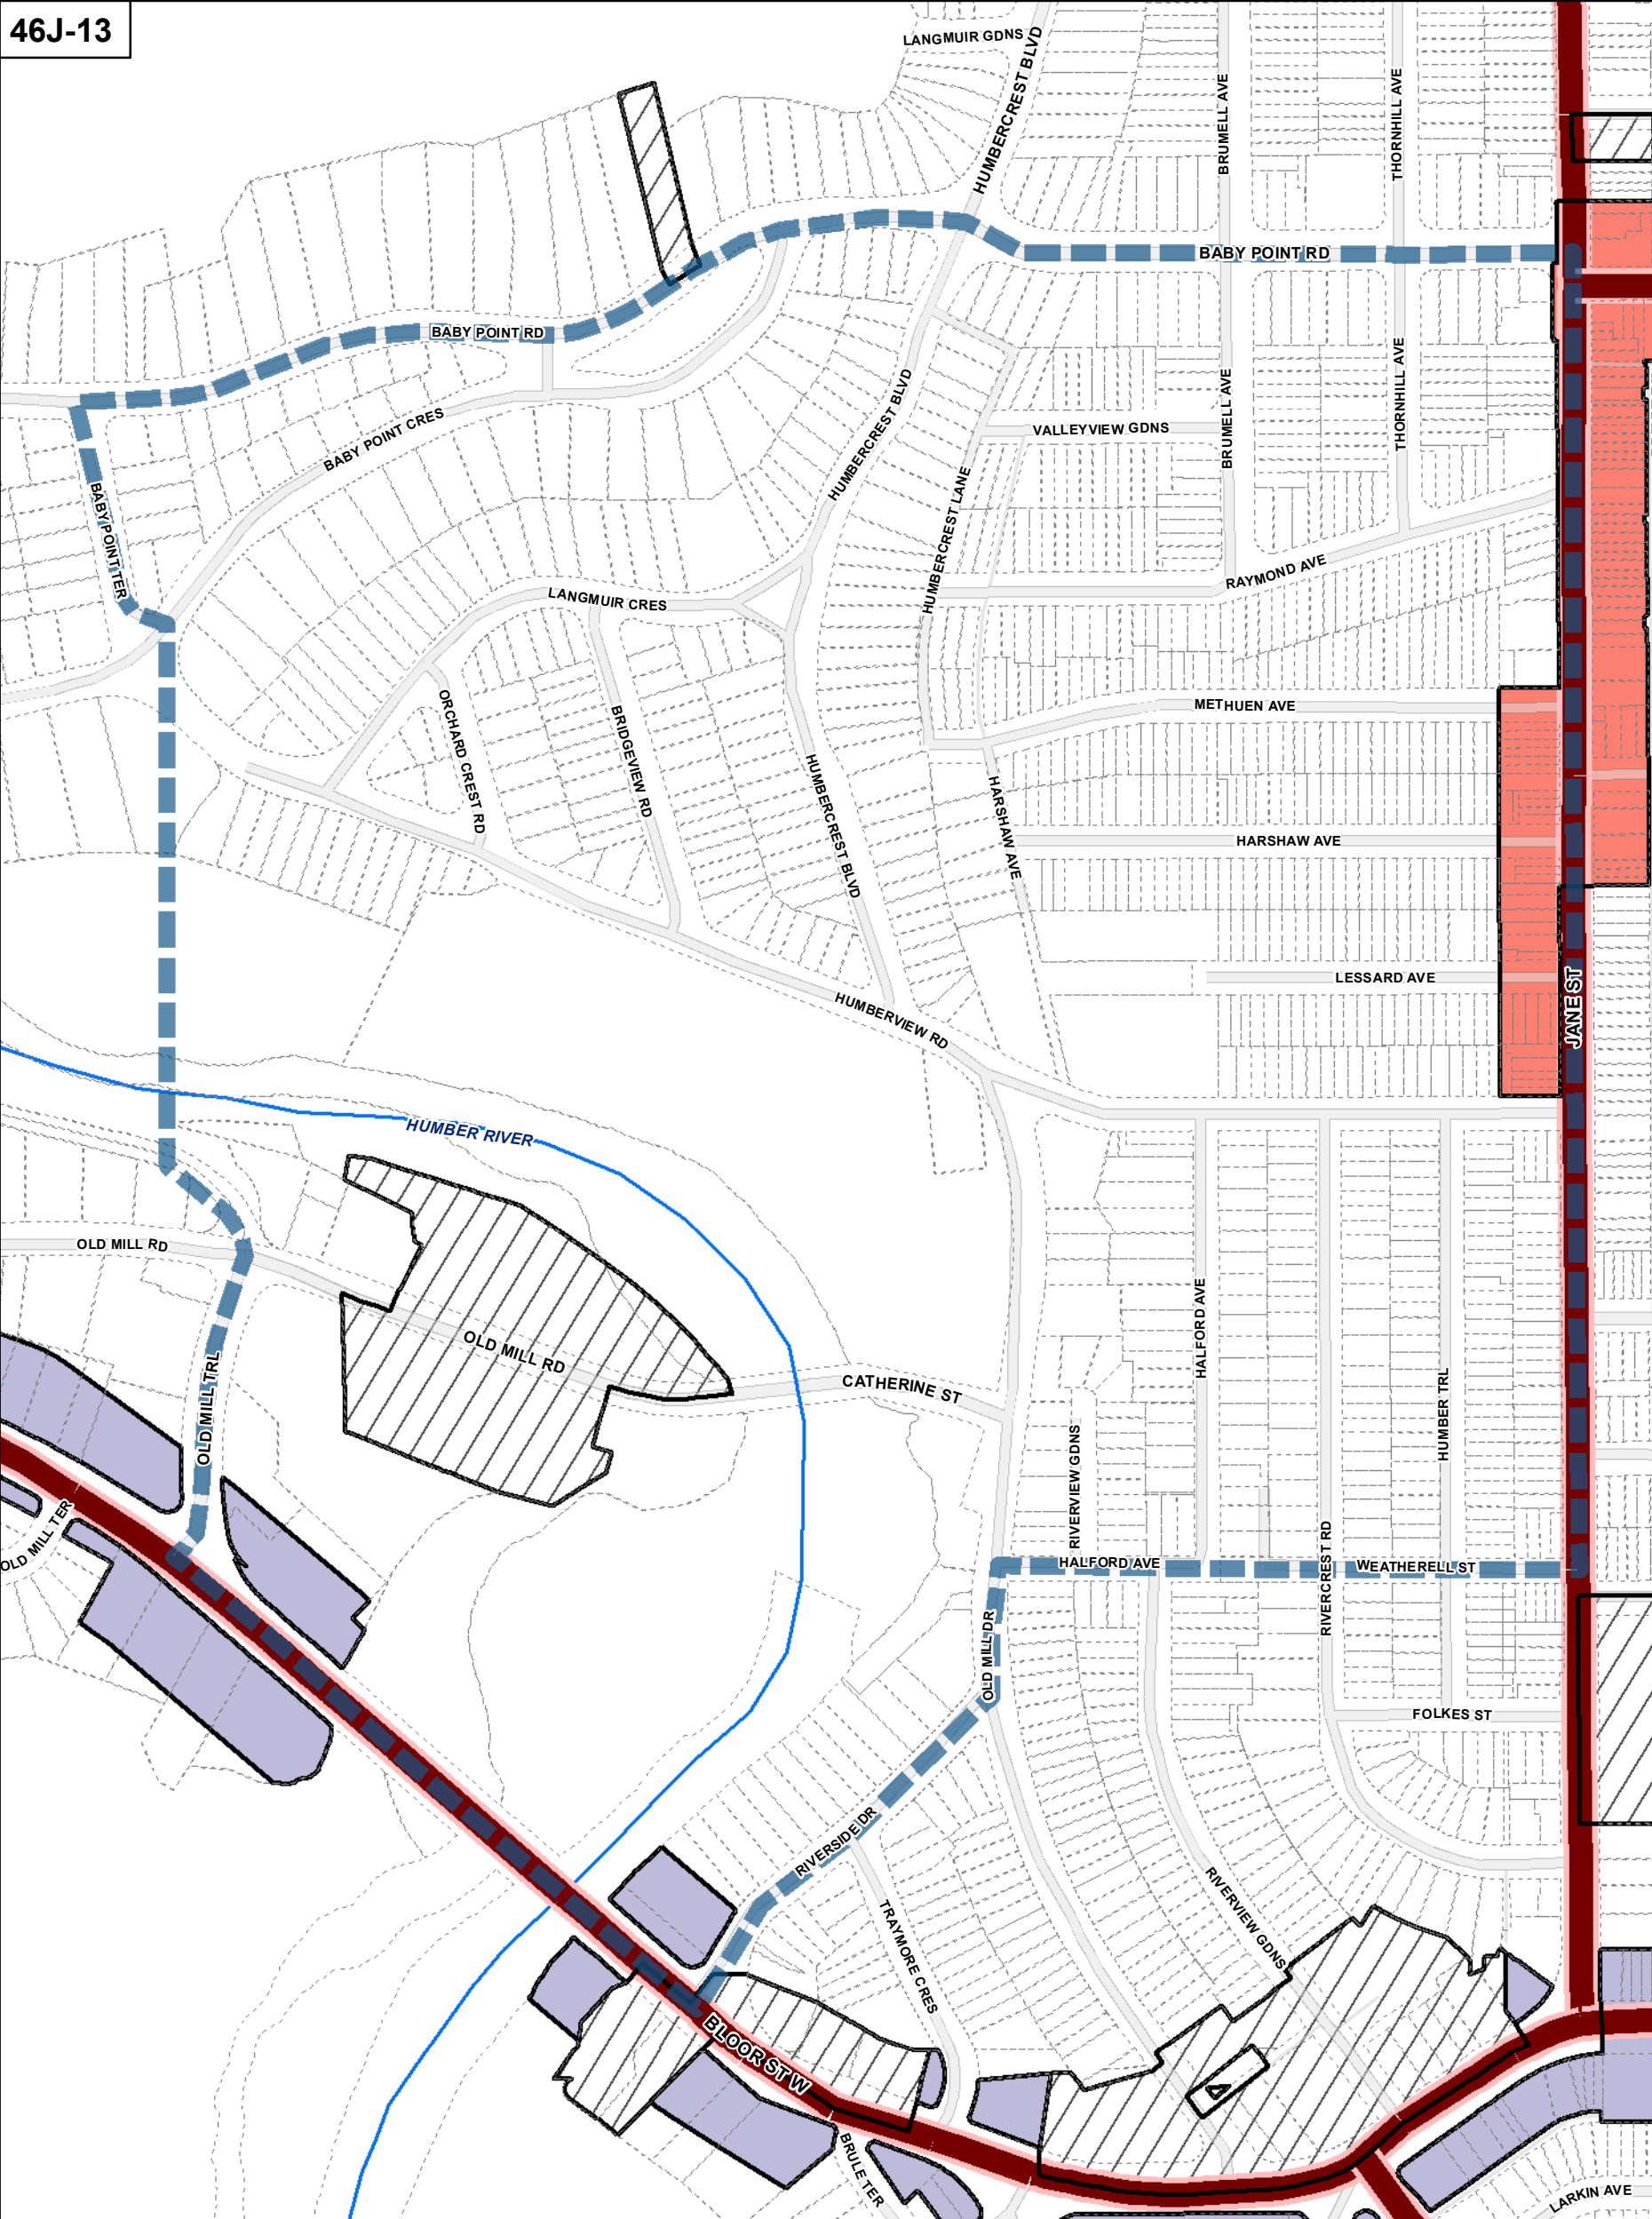 46J-13
LANGMUIR GDNS
HUMBERCREST BLVD
BRUMELL AVE
THORNHILL AVE
BABY POINT RD
BABY POINT RD
BABY POINT CRES
HUMBERCREST BLVD
VALLEYVIEW GDNS
BRUMELL AVE
THORNHILL AVE
BABY POINT TER
HUMBERCREST LANE
RAYMOND AVE
LANGMUIR CRES
ORCHARD CREST RD
BRIDGEVIEW RD
METHUEN AVE
HUMBERCREST BLVD
HARSHAW AVE
HARSHAW AVE
LESSARD AVE
JANE ST
HUMBERVIEW RD
HUMBER RIVER
OLD MILL RD
OLD MILL RD
CATHERINE ST
HALFORD AVE
HUMBER TRL
OLD MILL TRL
RIVERVIEW GDNS
OLD MILL TER
HALFORD AVE
RIVERCREST RD
WEATHERELL ST
OLD MILL DR
FOLKES ST
RIVERSIDE DR
TRAYMORE CRES
RIVERVIEW GDNS
BLOOR ST W
BRULE TER
LARKIN AVE